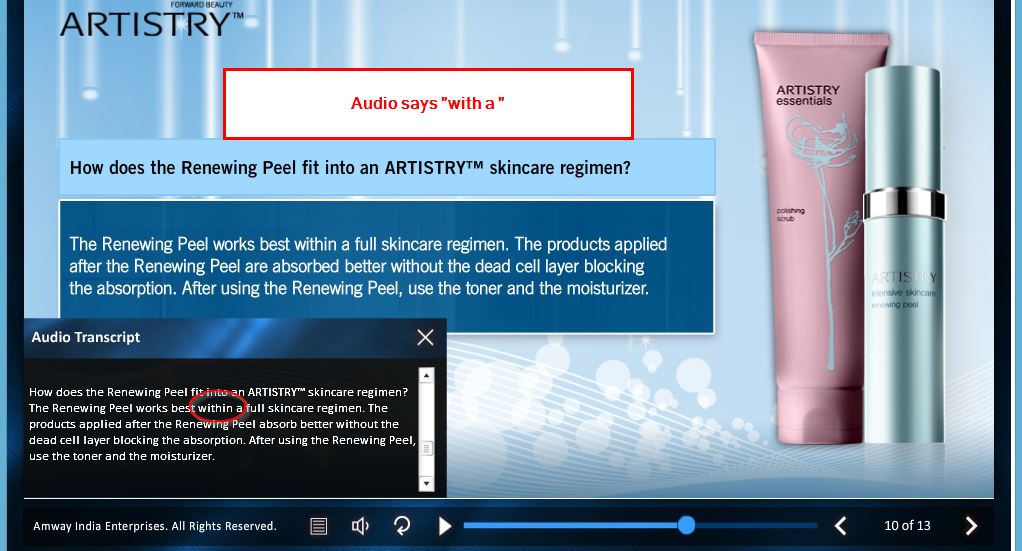 FORWARD BEAUTY
ARTISTRY™
Audio says "with a "
How does the Renewing Peel fit into an ARTISTRY™ skincare regimen?
The Renewing Peel works best within a full skincare regimen. The products applied
after the Renewing Peel are absorbed better without the dead cell layer blocking
the absorption. After using the Renewing Peel, use the toner and the moisturizer.
ARTISTRY
essentials
polishing
scrub
ARTISTRY
intensive skincare
renewing peel
Audio Transcript
How does the Renewing Peel fit into an ARTISTRY™ skincare regimen?
The Renewing Peel works best within a full skincare regimen. The
products applied after the Renewing Peel absorb better without the
dead cell layer blocking the absorption. After using the Renewing Peel,
use the toner and the moisturizer.
Amway India Enterprises. All Rights Reserved.
10 of 13